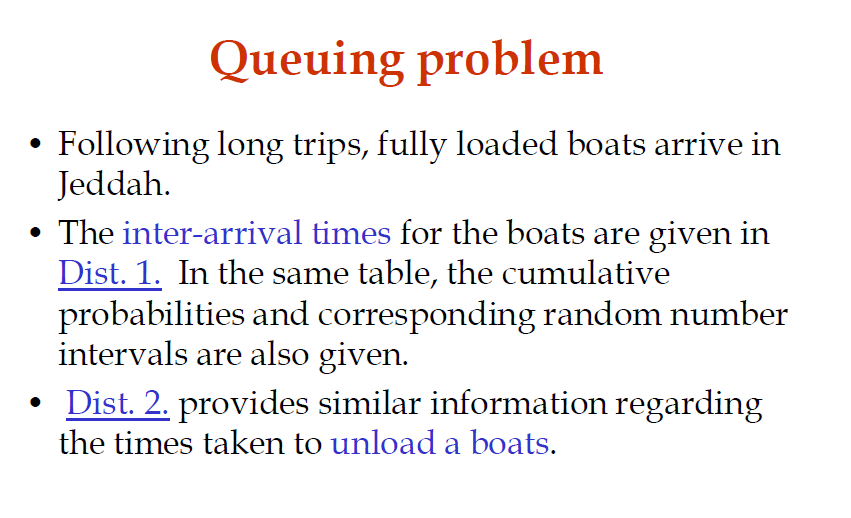 Queuing problem
• Following long trips, fully loaded boats arrive in
Jeddah.
• The inter-arrival times for the boats are given in
Dist. 1. In the same table, the cumulative
probabilities and corresponding random number
intervals are also given.
• Dist. 2. provides similar information regarding
the times taken to unload a boats.